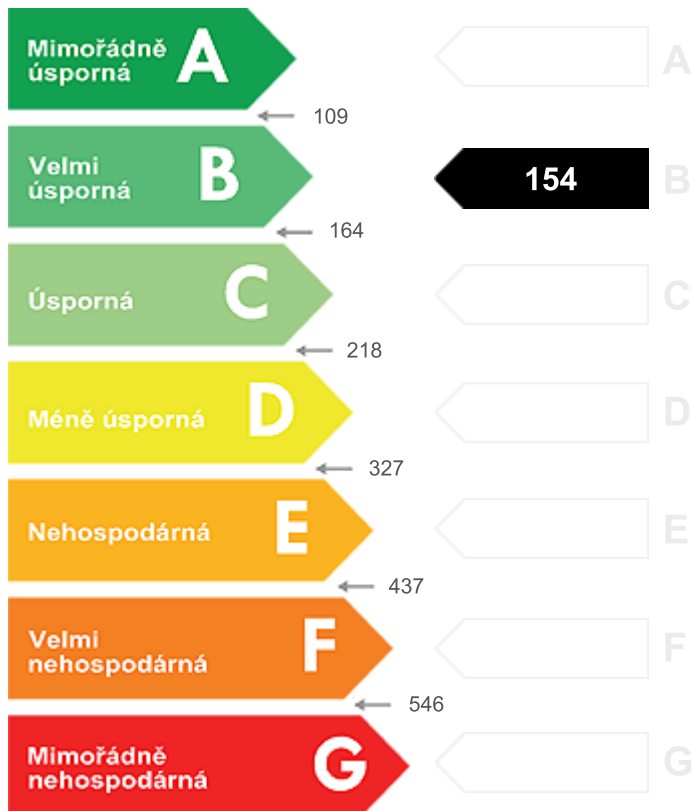 Mimořádně
úsporná
A
A
109
Velmi
úsporná
B
154
B
164
Úsporná
C
C
218
Méně úsporná
D
D
327
Nehospodárná
E
E
437
Velmi
nehospodárná
F
F
546
Mimořádně
nehospodárná
G
G